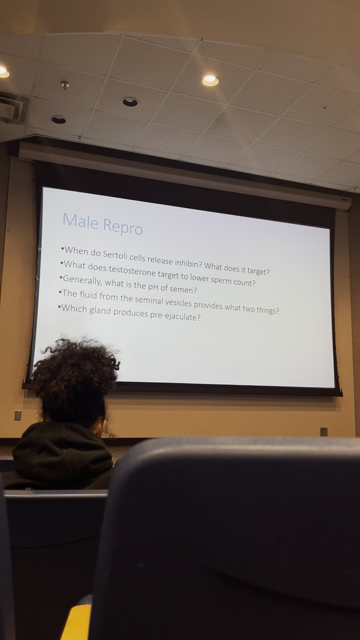 Male Repro
•When do Sertoli cells release inhibin? What does it target?
•What does testosterone target to lower sperm count?
•Generally, what is the pH of semen?
•The fluid from the seminal vesicles provides what two things?
•Which gland produces pre-ejaculate?